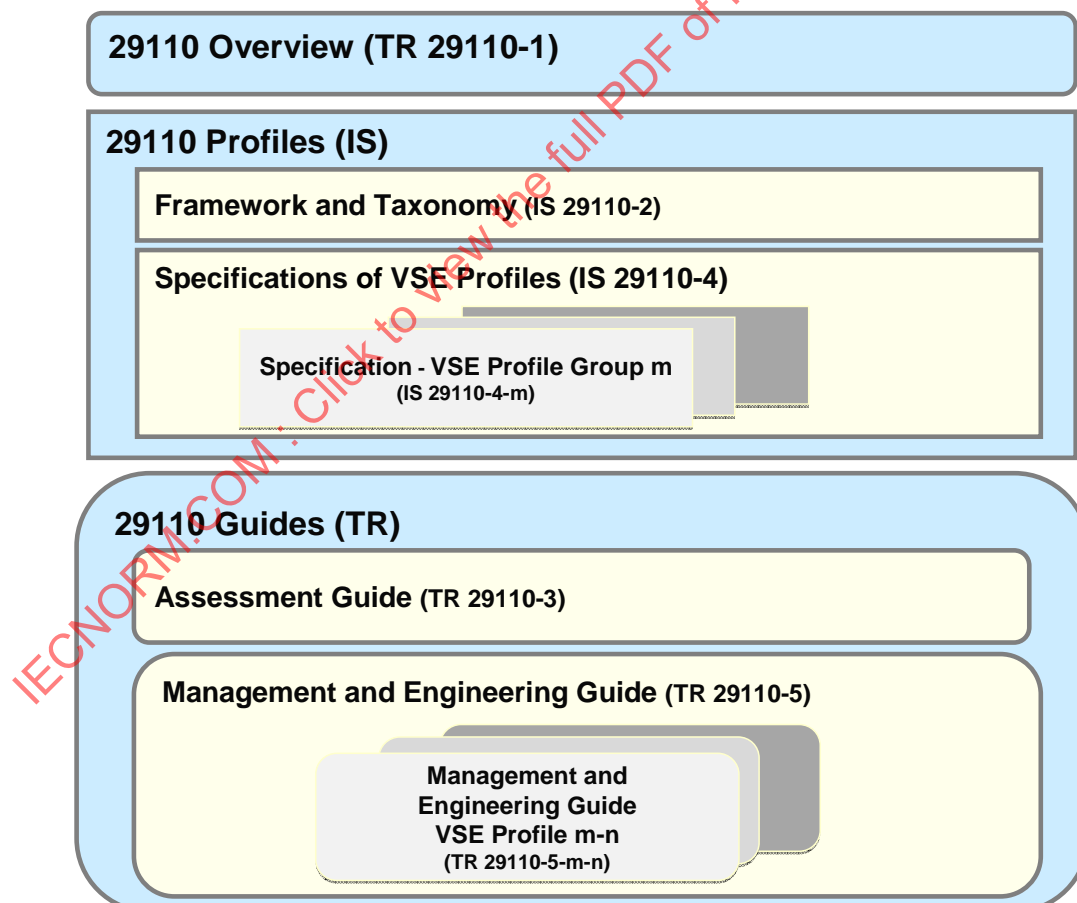 29110 Overview (TR 29110-1)
29110 Profiles (IS)
Framework and Taxonomy (IS 29110-2)
Specifications of VSE Profiles (IS 29110-4)
Specification - VSE Profile Group m
(IS 29110-4-m)
29110 Guides (TR)
Assessment Guide (TR 29110-3)
Management and Engineering Guide (TR 29110-5)
Management and
Engineering Guide
VSE Profile m-n
(TR 29110-5-m-n)
IECNORM.COM : Click to view the full PDF of